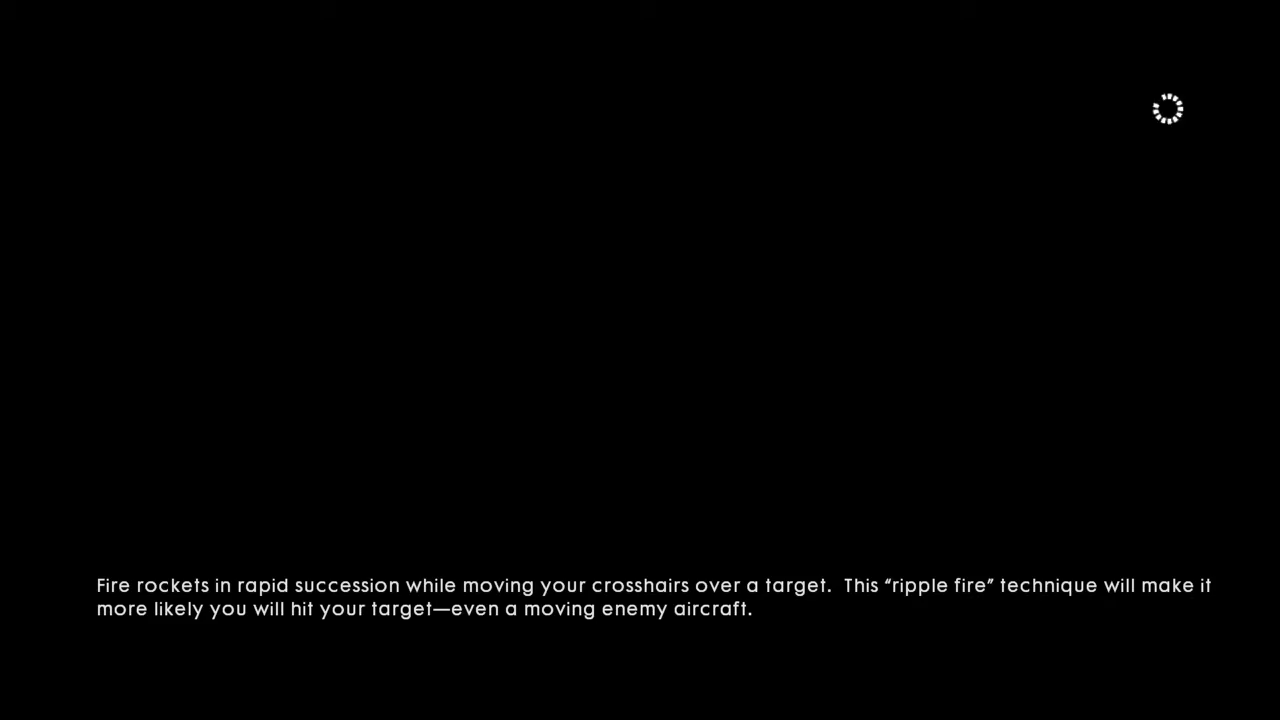 Fire rockets in rapid succession while moving your crosshairs over a target.  This “ripple fire” technique will make it
more likely you will hit your target—even a moving enemy aircraft.